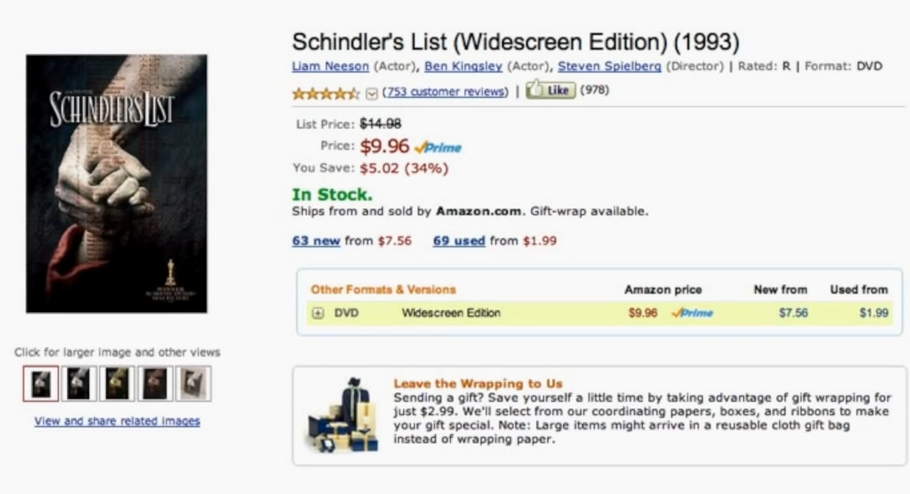 Schindler's List (Widescreen Edition) (1993)
Liam Neeson (Actor), Ben Kingsley (Actor), Steven Spielberg (Director) | Rated: R | Format: DVD
(753 customer reviews) | Like (978)
SCHINDLER'S LIST
List Price: $14.98
Price: $9.96 Prime
You Save: $5.02 (34%)
In Stock.
Ships from and sold by Amazon.com. Gift-wrap available.
63 new from $7.56 69 used from $1.99
Other Formats & Versions Amazon price New from Used from
DVD Widescreen Edition $9.96 Prime $7.56 $1.99
Click for larger image and other views
View and share related images
Leave the Wrapping to Us
Sending a gift? Save yourself a little time by taking advantage of gift wrapping for
just $2.99. We'll select from our coordinating papers, boxes, and ribbons to make
your gift special. Note: Large items might arrive in a reusable cloth gift bag
instead of wrapping paper.